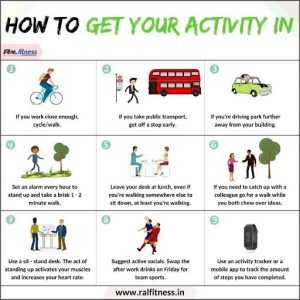 HOW TO GET YOUR ACTIVITY IN
Fitness
1
2
3
If you work close enough,
cycle/walk.
If you take public transport,
get off a stop early.
If you're driving park further
away from your building.
4
5
6
Set an alarm every hour to
stand up and take a brisk 1 - 2
minute walk.
Leave your desk at lunch, even if
you're walking somewhere else to
sit down, at least you're walking.
If you need to catch up with a
colleague go for a walk while
you both chew over ideas.
7
8
9
Use a sit - stand desk. The act of
standing up activates your muscles
and increases your heart rate.
Suggest active socials. Swap the
after work drinks on Friday for
team sports.
Use an activity tracker or a
mobile app to track the amount
of steps you have completed.
www.ralfitness.in